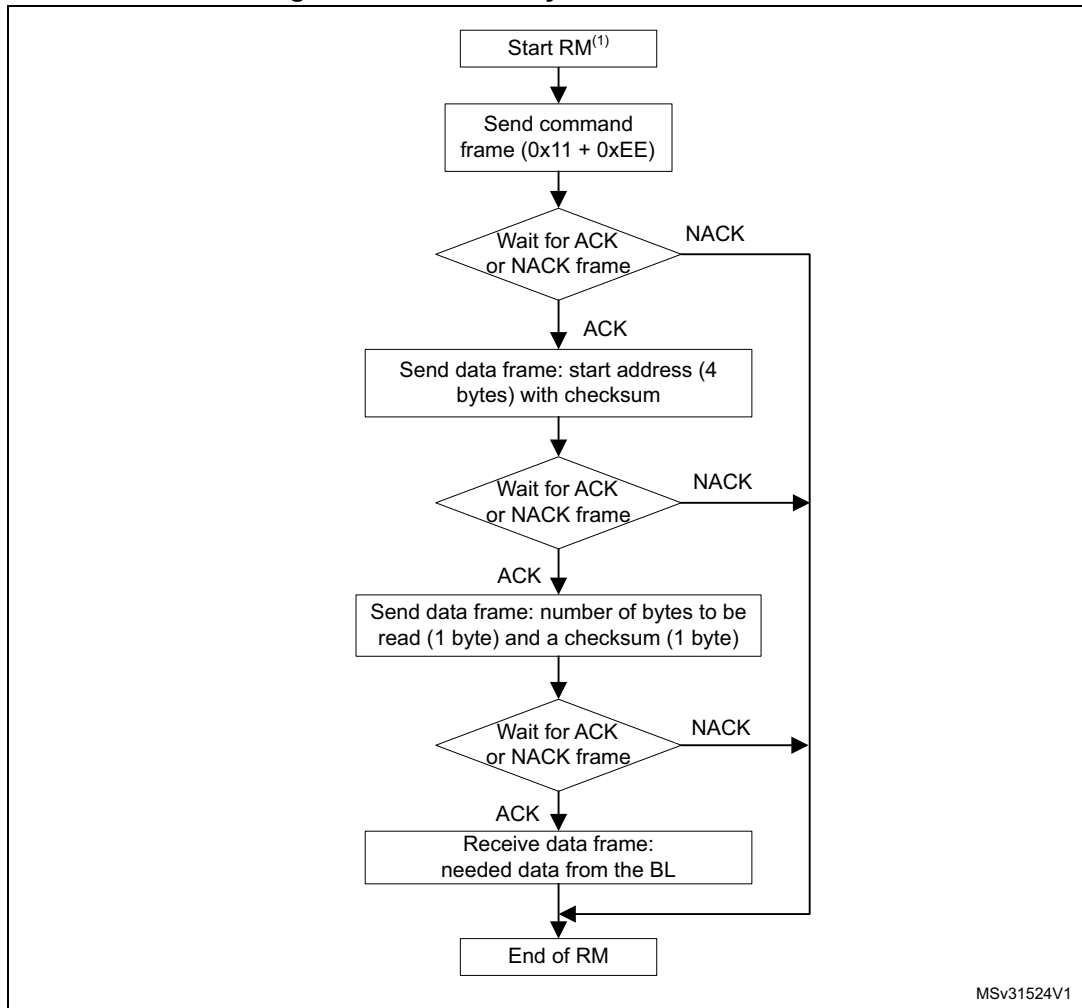 Start RM(1)
Send command
frame (0x11 + 0xEE)
Wait for ACK
or NACK frame
NACK
ACK
Send data frame: start address (4
bytes) with checksum
Wait for ACK
or NACK frame
NACK
ACK
Send data frame: number of bytes to be
read (1 byte) and a checksum (1 byte)
Wait for ACK
or NACK frame
NACK
ACK
Receive data frame:
needed data from the BL
End of RM
MSv31524V1